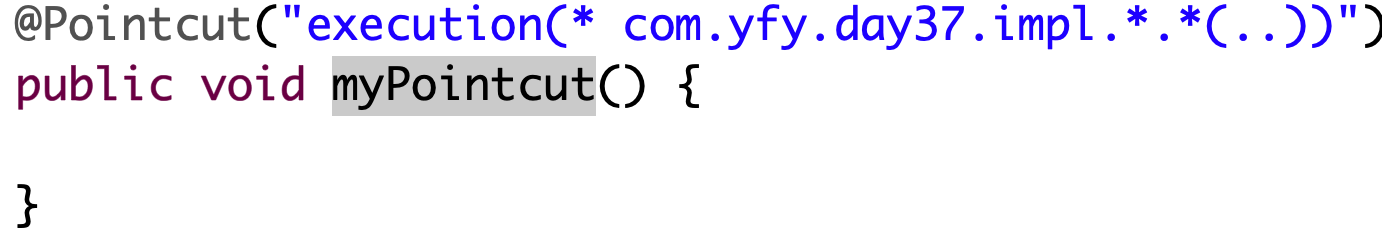 @Pointcut("execution(* com.yfy.day37.impl.*.*(..))")
public void myPointcut() {
}